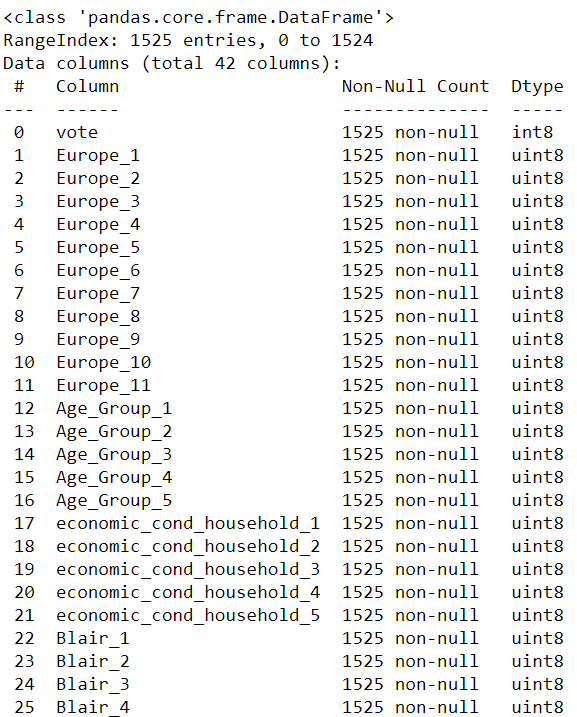 <class 'pandas.core.frame.DataFrame'>
RangeIndex: 1525 entries, 0 to 1524
Data columns (total 42 columns):
 #   Column                     Non-Null Count  Dtype
---  ------                     --------------  -----
 0   vote                       1525 non-null   int8
 1   Europe_1                   1525 non-null   uint8
 2   Europe_2                   1525 non-null   uint8
 3   Europe_3                   1525 non-null   uint8
 4   Europe_4                   1525 non-null   uint8
 5   Europe_5                   1525 non-null   uint8
 6   Europe_6                   1525 non-null   uint8
 7   Europe_7                   1525 non-null   uint8
 8   Europe_8                   1525 non-null   uint8
 9   Europe_9                   1525 non-null   uint8
 10  Europe_10                  1525 non-null   uint8
 11  Europe_11                  1525 non-null   uint8
 12  Age_Group_1                1525 non-null   uint8
 13  Age_Group_2                1525 non-null   uint8
 14  Age_Group_3                1525 non-null   uint8
 15  Age_Group_4                1525 non-null   uint8
 16  Age_Group_5                1525 non-null   uint8
 17  economic_cond_household_1  1525 non-null   uint8
 18  economic_cond_household_2  1525 non-null   uint8
 19  economic_cond_household_3  1525 non-null   uint8
 20  economic_cond_household_4  1525 non-null   uint8
 21  economic_cond_household_5  1525 non-null   uint8
 22  Blair_1                    1525 non-null   uint8
 23  Blair_2                    1525 non-null   uint8
 24  Blair_3                    1525 non-null   uint8
 25  Blair_4                    1525 non-null   uint8